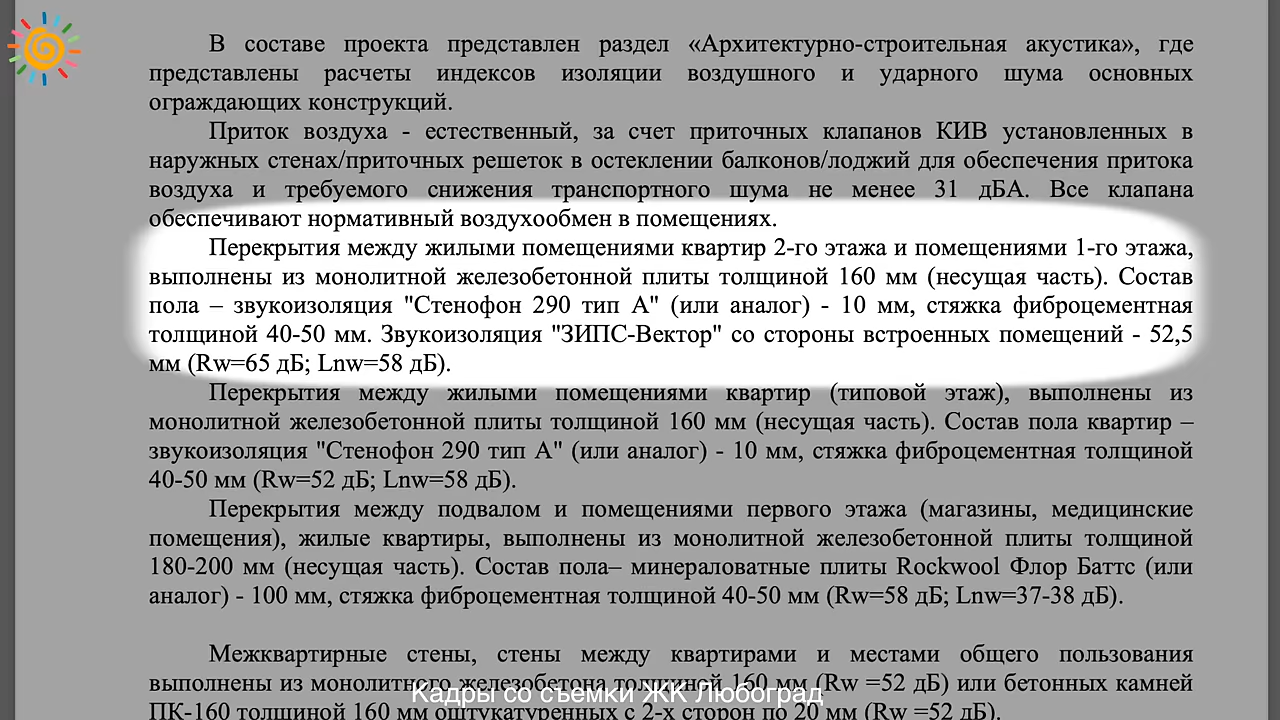 В составе проекта представлен раздел «Архитектурно-строительная акустика», где
представлены расчеты индексов изоляции воздушного и ударного шума основных
ограждающих конструкций.
Приток воздуха - естественный, за счет приточных клапанов КИВ установленных в
наружных стенах/приточных решеток в остеклении балконов/лоджий для обеспечения притока
воздуха и требуемого снижения транспортного шума не менее 31 дБА. Все клапана
обеспечивают нормативный воздухообмен в помещениях.
Перекрытия между жилыми помещениями квартир 2-го этажа и помещениями 1-го этажа,
выполнены из монолитной железобетонной плиты толщиной 160 мм (несущая часть). Состав
пола – звукоизоляция "Стенофон 290 тип А" (или аналог) - 10 мм, стяжка фиброцементная
толщиной 40-50 мм. Звукоизоляция "ЗИПС-Вектор" со стороны встроенных помещений - 52,5
мм (Rw=65 дБ; Lnw=58 дБ).
Перекрытия между жилыми помещениями квартир (типовой этаж), выполнены из
монолитной железобетонной плиты толщиной 160 мм (несущая часть). Состав пола квартир –
звукоизоляция "Стенофон 290 тип А" (или аналог) - 10 мм, стяжка фиброцементная толщиной
40-50 мм (Rw=52 дБ; Lnw=58 дБ).
Перекрытия между подвалом и помещениями первого этажа (магазины, медицинские
помещения), жилые квартиры, выполнены из монолитной железобетонной плиты толщиной
180-200 мм (несущая часть). Состав пола– минераловатные плиты Rockwool Флор Баттс (или
аналог) - 100 мм, стяжка фиброцементная толщиной 40-50 мм (Rw=58 дБ; Lnw=37-38 дБ).
Межквартирные стены, стены между квартирами и местами общего пользования
выполнены из монолитного железобетона толщиной 160 мм (Rw =52 дБ) или бетонных камней
Кадры со съемки ЖК Любоград
ПК-160 толщиной 160 мм оштукатуренных с 2-х сторон по 20 мм (Rw =52 дБ).